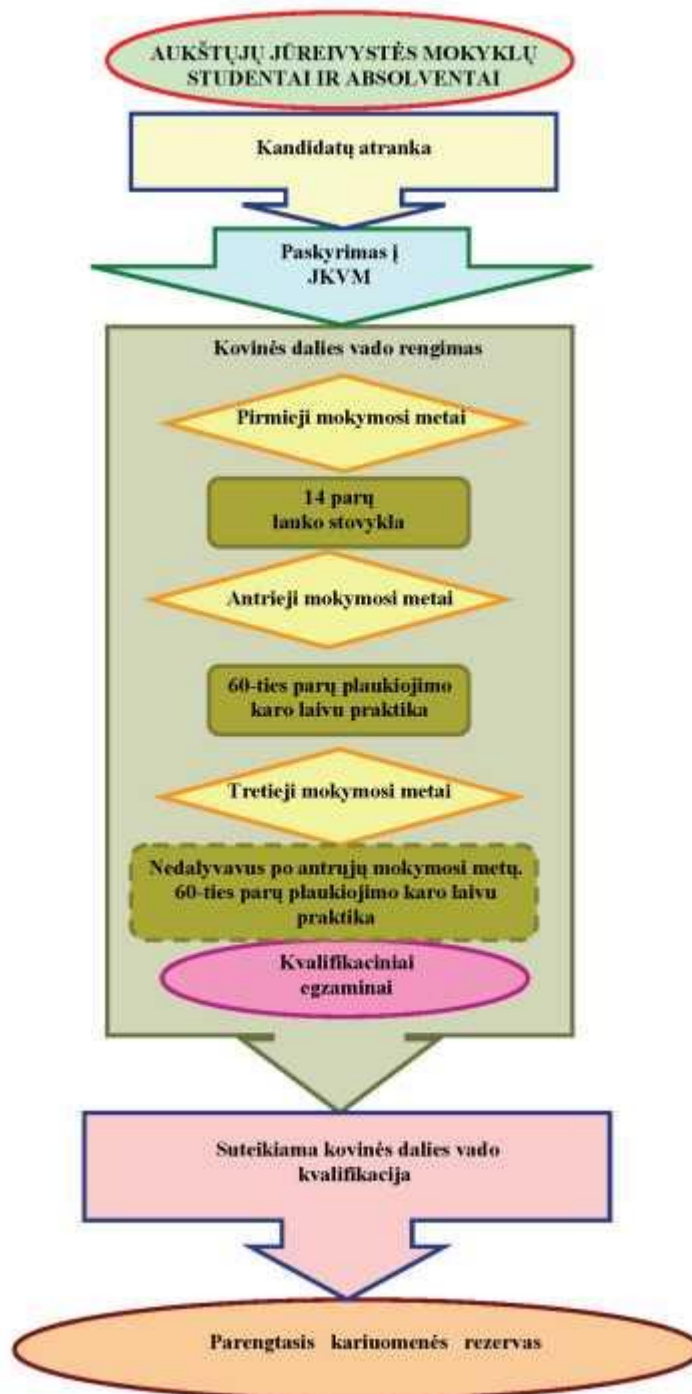 AUKŠTŲJŲ JŪREIVYSTĖS MOKYKLŲ
STUDENTAI IR ABSOLVENTAI
Kandidatų atranka
Paskyrimas į
JKVM
Kovinės dalies vado rengimas
Pirmieji mokymosi metai
14 parų
lauko stovykla
Antrieji mokymosi metai
60-ties parų plaukiojimo
karo laivu praktika
Tretieji mokymosi metai
Nedalyvavus po antrųjų mokymosi metų.
60-ties parų plaukiojimo karo laivu
praktika
Kvalifikaciniai
egzaminai
Suteikiama kovinės dalies vado
kvalifikacija
Parengtasis kariuomenės rezervas